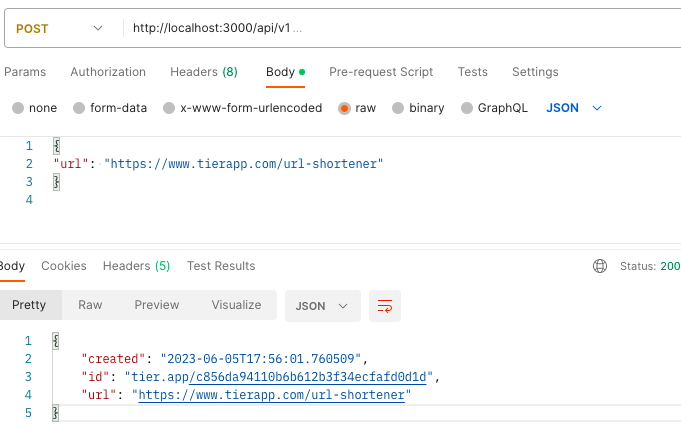 POST http://localhost:3000/api/v1 ...
Params Authorization Headers (8) Body Pre-request Script Tests Settings
none form-data x-www-form-urlencoded raw binary GraphQL JSON
1 {
2 "url": "https://www.tierapp.com/url-shortener"
3 }
4
Body Cookies Headers (5) Test Results Status: 200
Pretty Raw Preview Visualize JSON
1 {
2 "created": "2023-06-05T17:56:01.760509",
3 "id": "tier.app/c856da94110b6b612b3f34ecfafd0d1d",
4 "url": "https://www.tierapp.com/url-shortener"
5 }